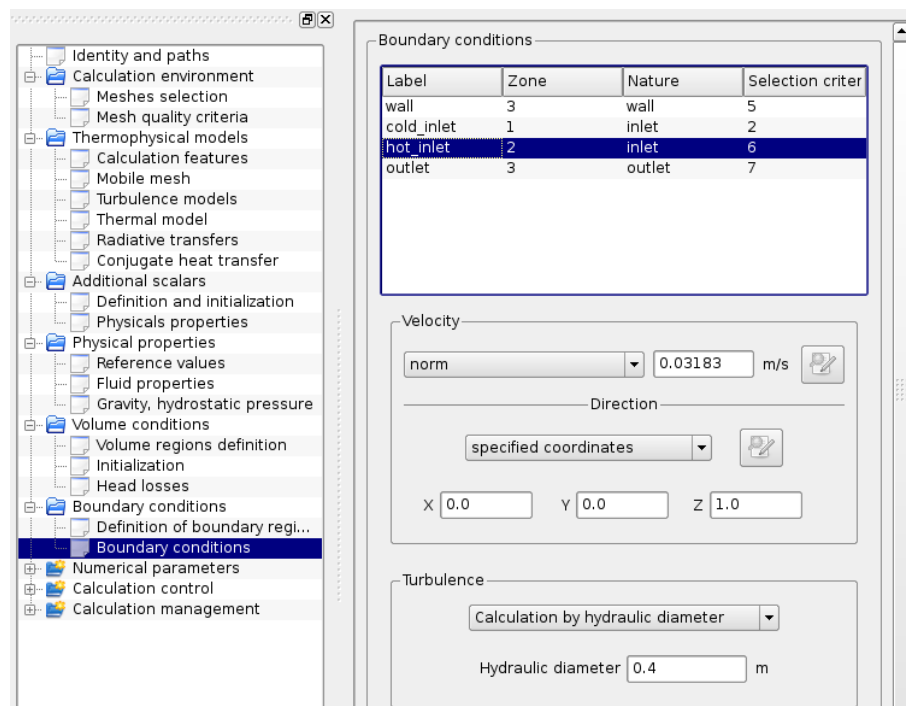 Identity and paths
Calculation environment
Meshes selection
Mesh quality criteria
Thermophysical models
Calculation features
Mobile mesh
Turbulence models
Thermal model
Radiative transfers
Conjugate heat transfer
Additional scalars
Definition and initialization
Physicals properties
Physical properties
Reference values
Fluid properties
Gravity, hydrostatic pressure
Volume conditions
Volume regions definition
Initialization
Head losses
Boundary conditions
Definition of boundary regi...
Boundary conditions
Numerical parameters
Calculation control
Calculation management
Boundary conditions
Label Zone Nature Selection criter
wall 3 wall 5
cold_inlet 1 inlet 2
hot_inlet 2 inlet 6
outlet 3 outlet 7
Velocity
norm 0.03183 m/s
Direction
specified coordinates
X 0.0 Y 0.0 Z 1.0
Turbulence
Calculation by hydraulic diameter
Hydraulic diameter 0.4 m